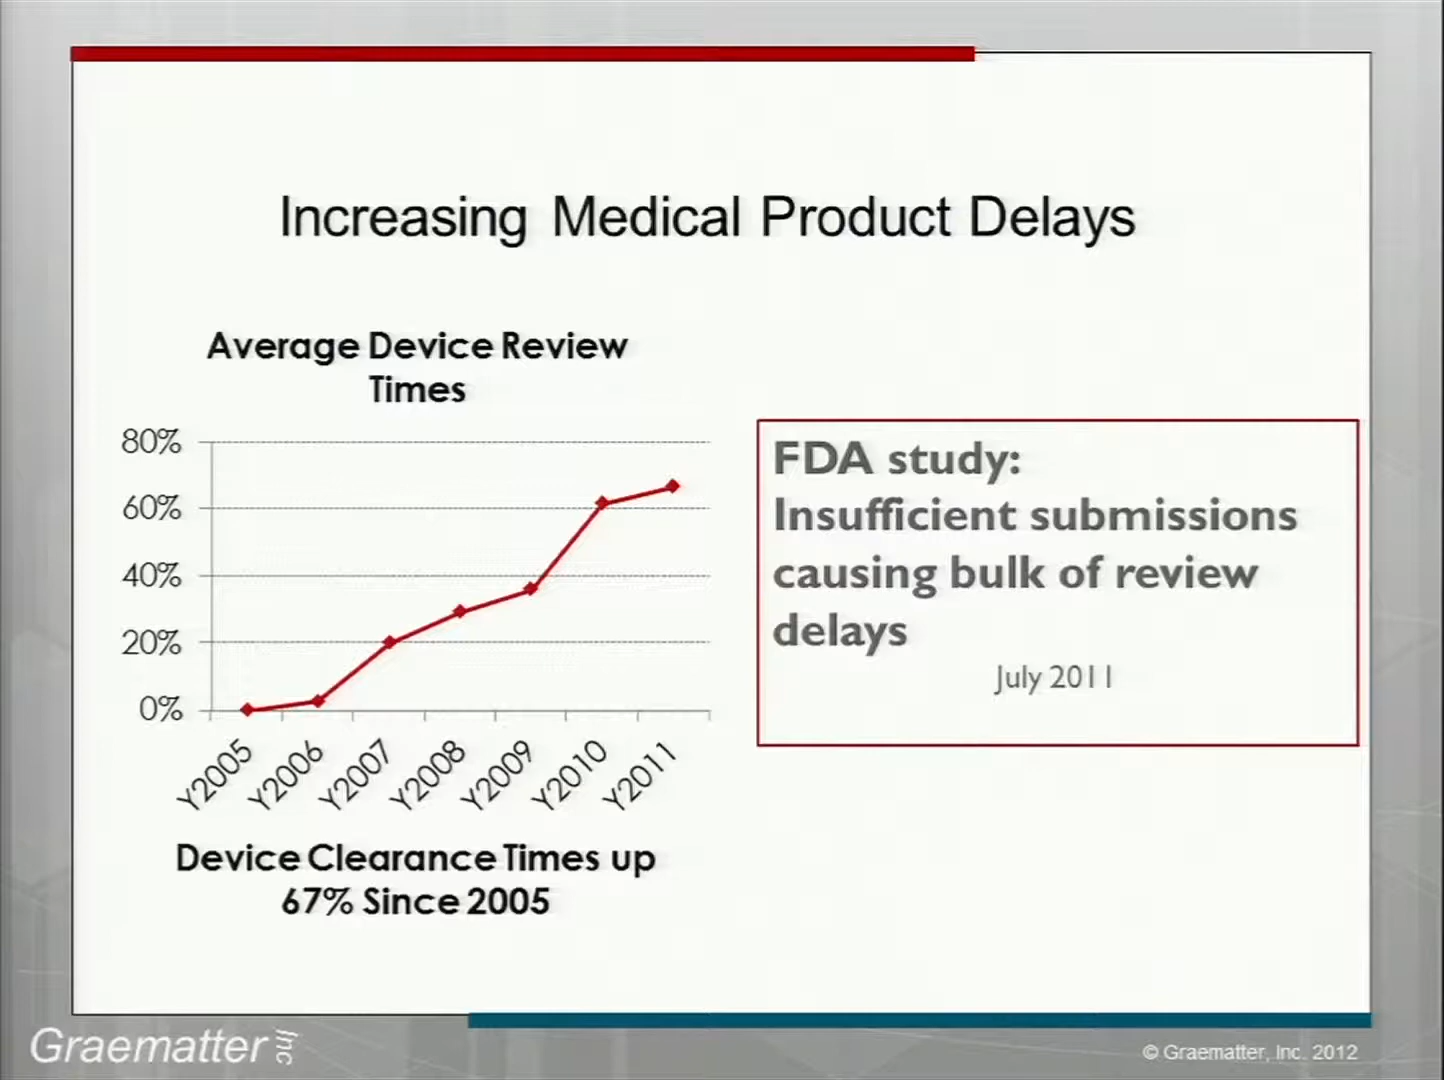 Increasing Medical Product Delays
Average Device Review
Times
80%
60%
40%
20%
0%
Y2005
Y2006
Y2007
Y2008
Y2009
Y2010
Y2011
Device Clearance Times up
67% Since 2005
FDA study:
Insufficient submissions
causing bulk of review
delays
July 2011
Graematter Inc
© Graematter, Inc. 2012